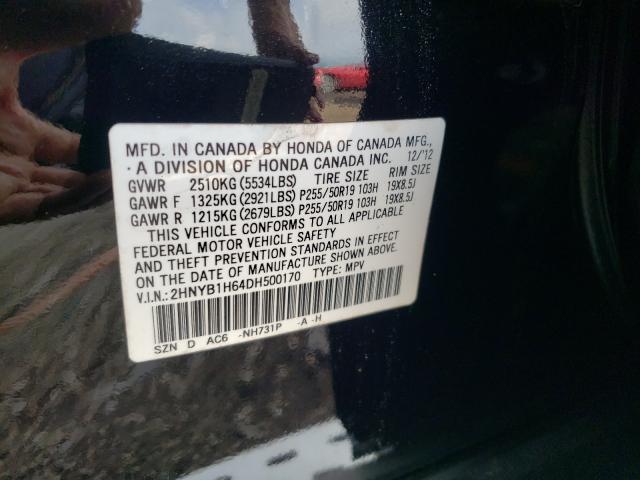 MFD. IN CANADA BY HONDA OF CANADA MFG.,
· A DIVISION OF HONDA CANADA INC. 12/'12
GVWR 2510KG(5534LBS) TIRE SIZE RIM SIZE
GAWR F 1325KG(2921LBS) P255/50R19 103H 19X8.5J
GAWR R 1215KG(2679LBS) P255/50R19 103H 19X8.5J
THIS VEHICLE CONFORMS TO ALL APPLICABLE
FEDERAL MOTOR VEHICLE SAFETY
AND THEFT PREVENTION STANDARDS IN EFFECT
ON THE DATE OF MANUFACTURE SHOWN ABOVE.
V.I.N.:2HNYB1H64DH500170 TYPE: MPV
SZN D AC6 -NH731P -A -H